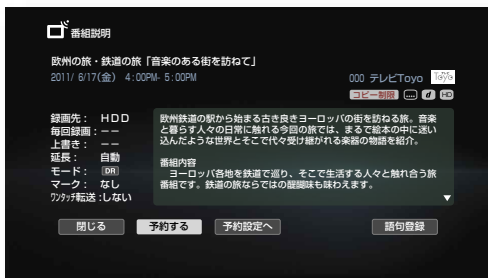 番組説明
欧州の旅・鉄道の旅「音楽のある街を訪ねて」
2011/ 6/17(金) 4:00PM- 5:00PM
000 テレビToyo Toyo
コピー制限 .... d HD
録画先: HDD
毎回録画:--
上書き: --
延長: 自動
モード: DR
マーク: なし
ワンタッチ転送:しない
欧州鉄道の駅から始まる古き良きヨーロッパの街を訪ねる旅。音楽
と暮らす人々の日常に触れる今回の旅では、まるで絵本の中に迷い
込んだような世界とそこで代々受け継がれる楽器の物語を紹介。
番組内容
ヨーロッパ各地を鉄道で巡り、そこで生活する人々と触れ合う旅
番組です。鉄道の旅ならではの醍醐味も味わえます。
閉じる 予約する 予約設定へ 語句登録